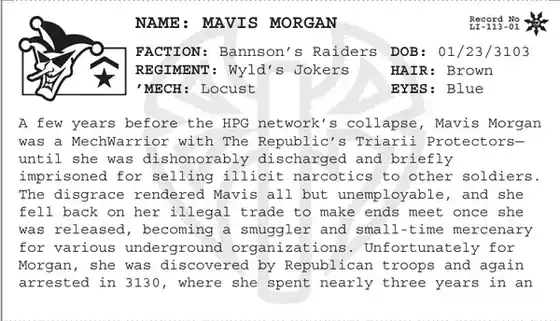 NAME: MAVIS MORGAN
Record No
LI-113-01
FACTION: Bannson's Raiders DOB: 01/23/3103
REGIMENT: Wyld's Jokers HAIR: Brown
'MECH: Locust EYES: Blue
A few years before the HPG network's collapse, Mavis Morgan
was a MechWarrior with The Republic's Triarii Protectors—
until she was dishonorably discharged and briefly
imprisoned for selling illicit narcotics to other soldiers.
The disgrace rendered Mavis all but unemployable, and she
fell back on her illegal trade to make ends meet once she
was released, becoming a smuggler and small-time mercenary
for various underground organizations. Unfortunately for
Morgan, she was discovered by Republican troops and again
arrested in 3130, where she spent nearly three years in an